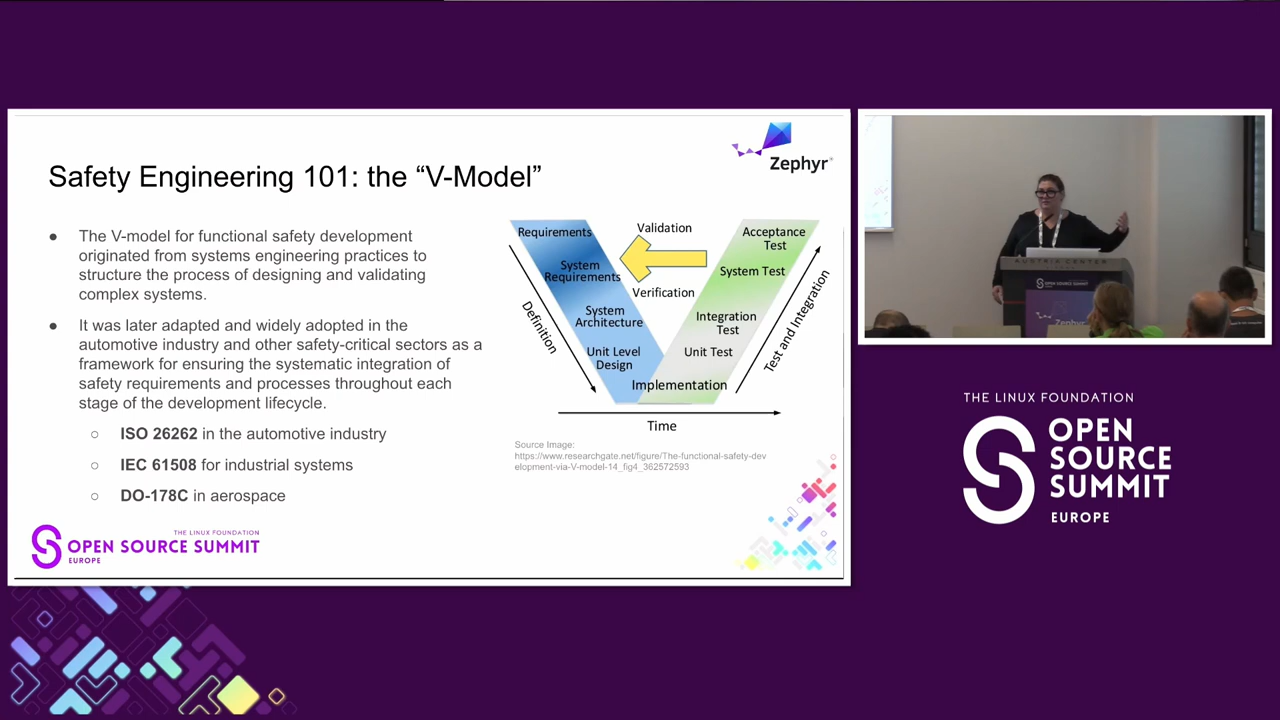 Safety Engineering 101: the “V-Model”
Zephyr
● The V-model for functional safety development
originated from systems engineering practices to
structure the process of designing and validating
complex systems.
● It was later adapted and widely adopted in the
automotive industry and other safety-critical sectors as a
framework for ensuring the systematic integration of
safety requirements and processes throughout each
stage of the development lifecycle.
○ ISO 26262 in the automotive industry
○ IEC 61508 for industrial systems
○ DO-178C in aerospace
Requirements
System
Requirements
System
Architecture
Unit Level
Design
Implementation
Definition
Validation
Verification
Acceptance
Test
System Test
Integration
Test
Unit Test
Test and Integration
Time
Source Image:
https://www.researchgate.net/figure/The-functional-safety-dev
elopment-via-V-model-14_fig4_362572593
THE LINUX FOUNDATION
OPEN SOURCE SUMMIT
EUROPE
AUSTRIA CENTER
OPEN SOURCE SUMMIT
Zephyr
THE LINUX FOUNDATION
OPEN
SOURCE
SUMMIT
EUROPE